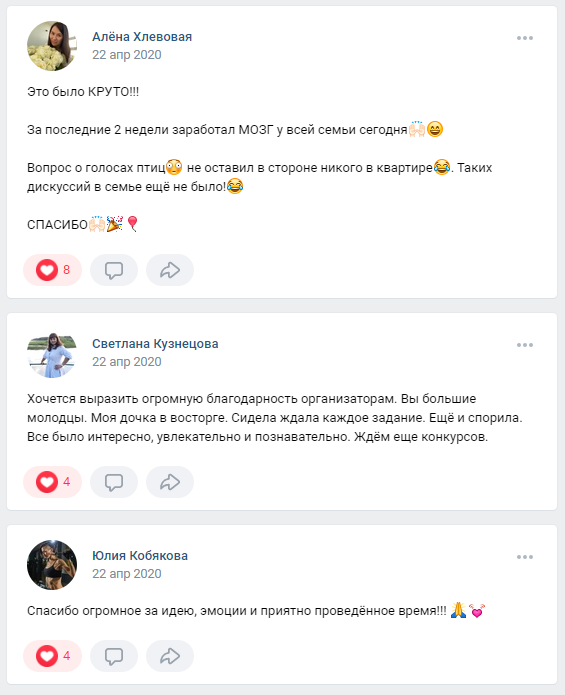 Алёна Хлевовая
22 апр 2020
Это было КРУТО!!!
За последние 2 недели заработал МОЗГ у всей семьи сегодня🙌🏻😄
Вопрос о голосах птиц😳 не оставил в стороне никого в квартире😂. Таких
дискуссий в семье ещё не было!😂
СПАСИБО🙌🏻🎉🎈
8
Светлана Кузнецова
22 апр 2020
Хочется выразить огромную благодарность организаторам. Вы большие
молодцы. Моя дочка в восторге. Сидела ждала каждое задание. Ещё и спорила.
Все было интересно, увлекательно и познавательно. Ждём еще конкурсов.
4
Юлия Кобякова
22 апр 2020
Спасибо огромное за идею, эмоции и приятно проведённое время!!! 🙏💓
4